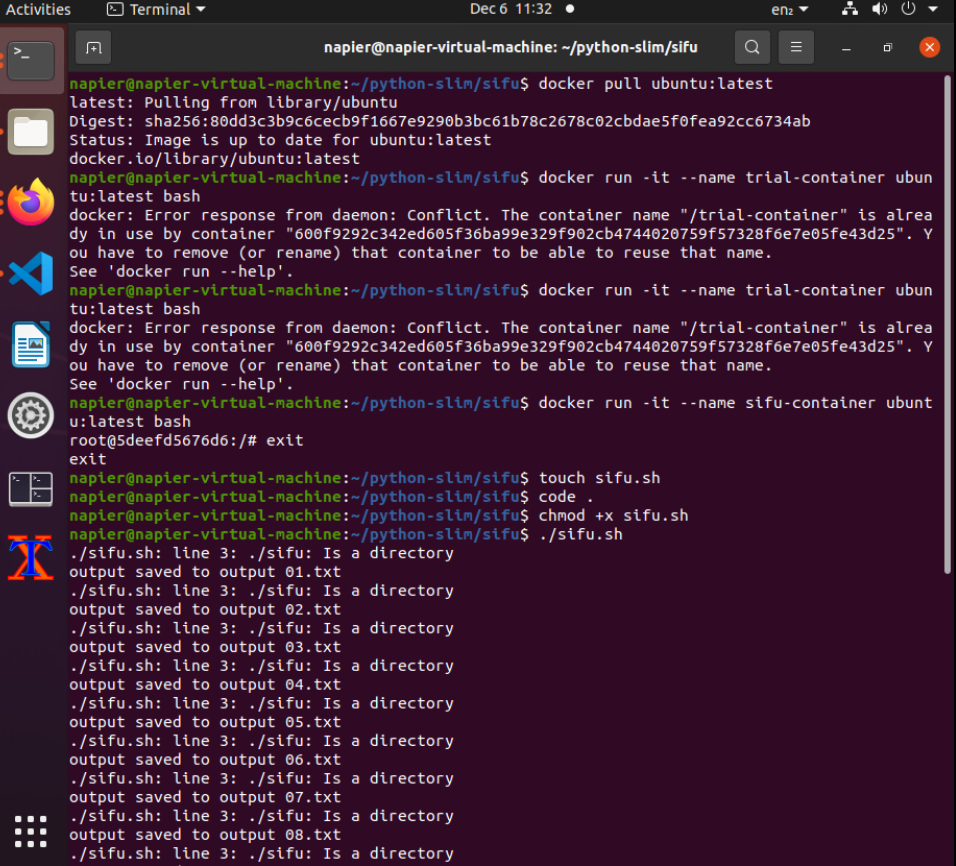 Activities Terminal Dec 6 11:32 en₂
napier@napier-virtual-machine: ~/python-slim/sifu
napier@napier-virtual-machine:~/python-slim/sifu$ docker pull ubuntu:latest
latest: Pulling from library/ubuntu
Digest: sha256:80dd3c3b9c6cecb9f1667e9290b3bc61b78c2678c02cbdae5f0fea92cc6734ab
Status: Image is up to date for ubuntu:latest
docker.io/library/ubuntu:latest
napier@napier-virtual-machine:~/python-slim/sifu$ docker run -it --name trial-container ubun
tu:latest bash
docker: Error response from daemon: Conflict. The container name "/trial-container" is alrea
dy in use by container "600f9292c342ed605f36ba99e329f902cb4744020759f57328f6e7e05fe43d25". Y
ou have to remove (or rename) that container to be able to reuse that name.
See 'docker run --help'.
napier@napier-virtual-machine:~/python-slim/sifu$ docker run -it --name trial-container ubun
tu:latest bash
docker: Error response from daemon: Conflict. The container name "/trial-container" is alrea
dy in use by container "600f9292c342ed605f36ba99e329f902cb4744020759f57328f6e7e05fe43d25". Y
ou have to remove (or rename) that container to be able to reuse that name.
See 'docker run --help'.
napier@napier-virtual-machine:~/python-slim/sifu$ docker run -it --name sifu-container ubunt
u:latest bash
root@5deefd5676d6:/# exit
exit
napier@napier-virtual-machine:~/python-slim/sifu$ touch sifu.sh
napier@napier-virtual-machine:~/python-slim/sifu$ code .
napier@napier-virtual-machine:~/python-slim/sifu$ chmod +x sifu.sh
napier@napier-virtual-machine:~/python-slim/sifu$ ./sifu.sh
./sifu.sh: line 3: ./sifu: Is a directory
output saved to output 01.txt
./sifu.sh: line 3: ./sifu: Is a directory
output saved to output 02.txt
./sifu.sh: line 3: ./sifu: Is a directory
output saved to output 03.txt
./sifu.sh: line 3: ./sifu: Is a directory
output saved to output 04.txt
./sifu.sh: line 3: ./sifu: Is a directory
output saved to output 05.txt
./sifu.sh: line 3: ./sifu: Is a directory
output saved to output 06.txt
./sifu.sh: line 3: ./sifu: Is a directory
output saved to output 07.txt
./sifu.sh: line 3: ./sifu: Is a directory
output saved to output 08.txt
./sifu.sh: line 3: ./sifu: Is a directory